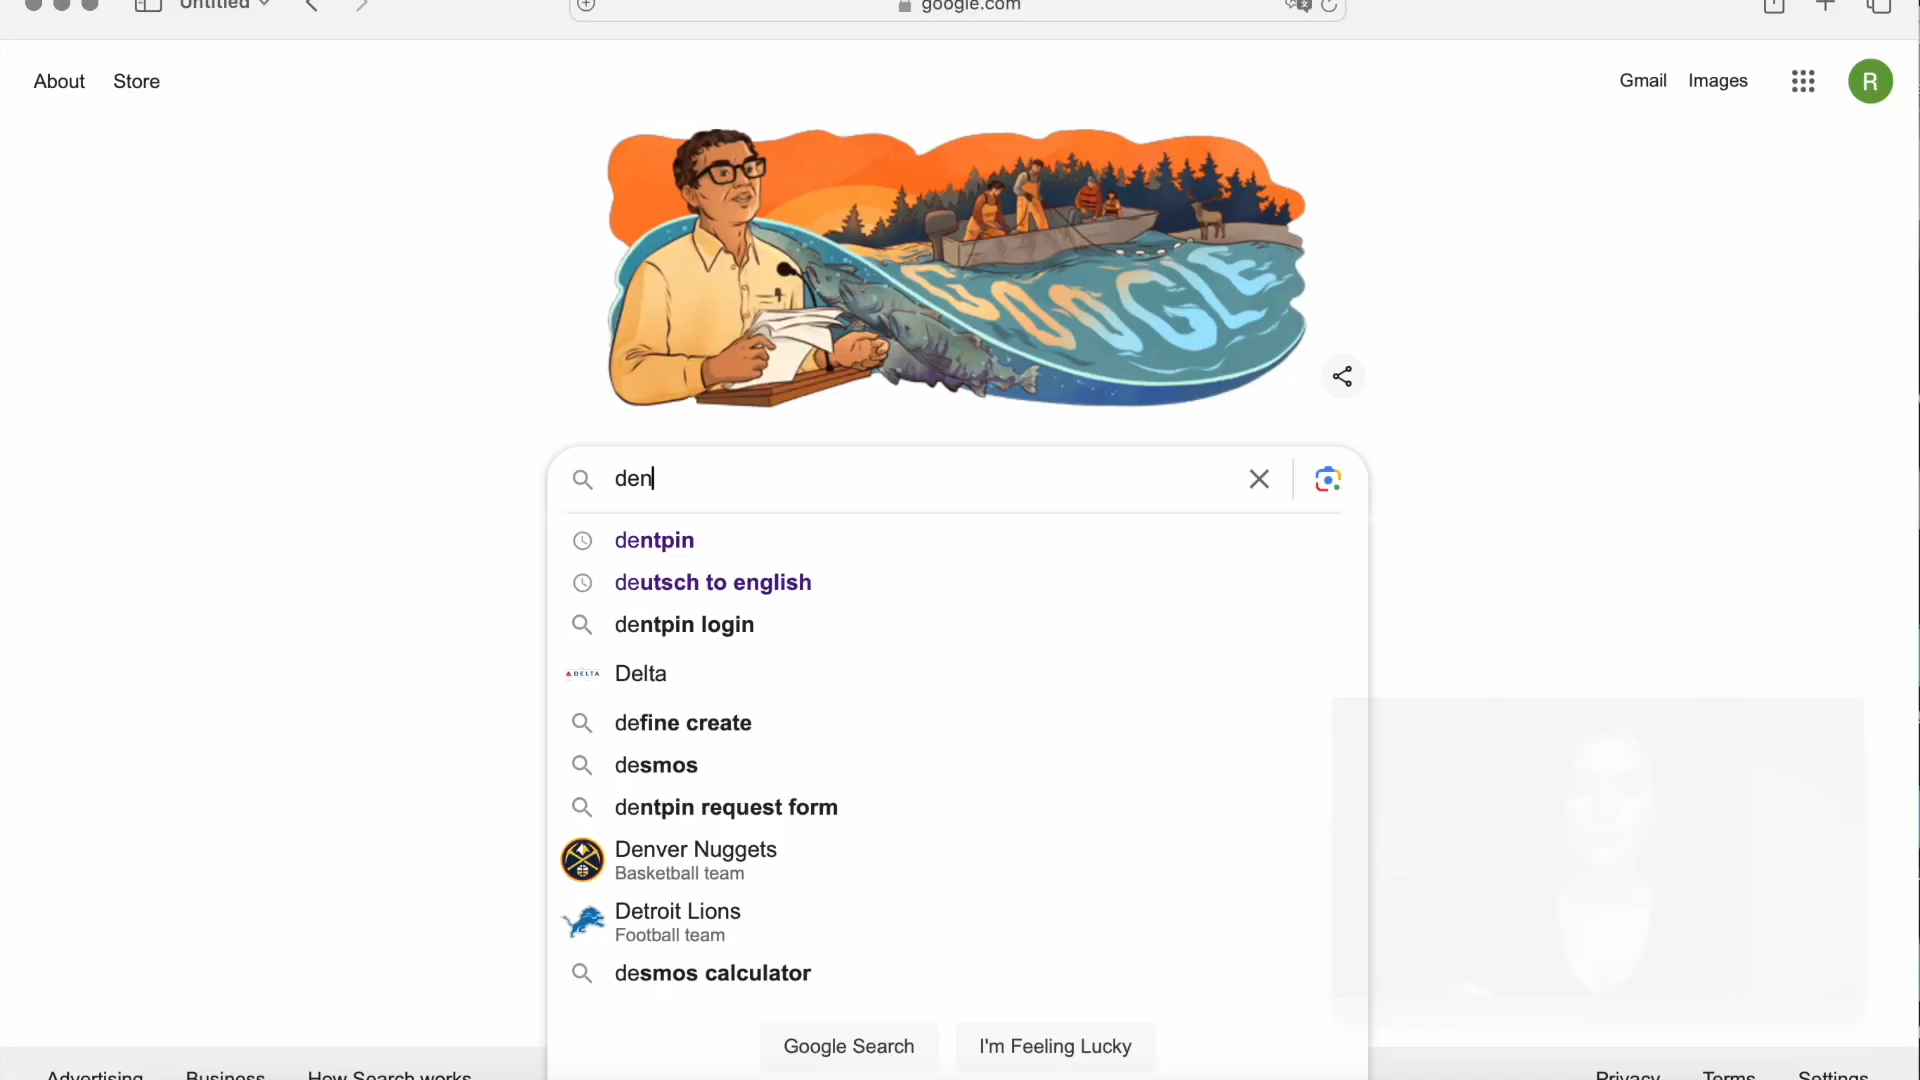 Untitled
google.com
About Store Gmail Images R
GOOGLE
den
dentpin
deutsch to english
dentpin login
DELTA Delta
define create
desmos
dentpin request form
Denver Nuggets
Basketball team
Detroit Lions
Football team
desmos calculator
Google Search I'm Feeling Lucky
Advertising Business How Search works Privacy Terms Settings